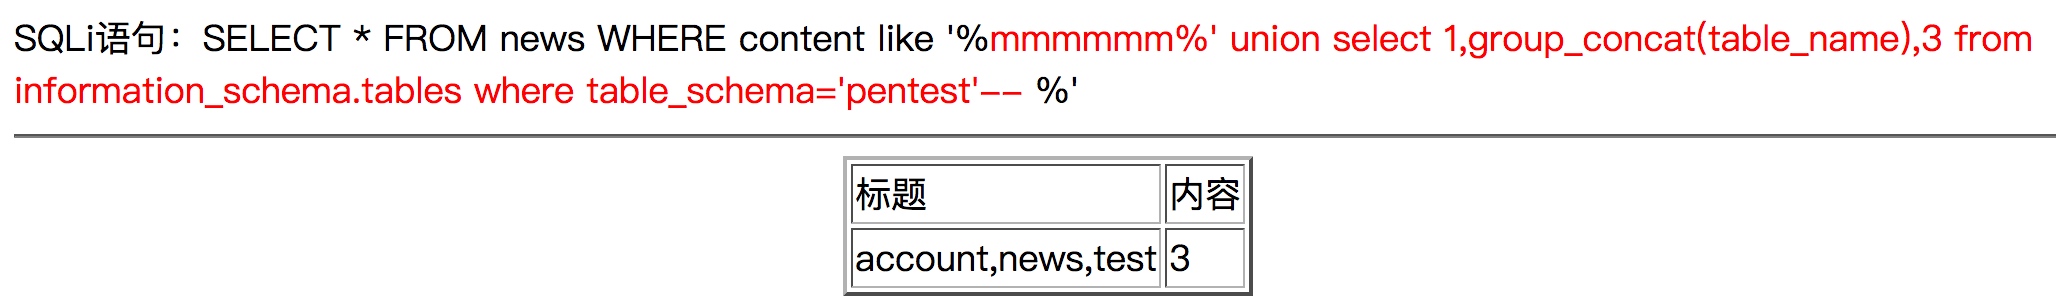 SQLi语句：SELECT * FROM news WHERE content like '%mmmmmm%' union select 1,group_concat(table_name),3 from
information_schema.tables where table_schema='pentest'-- %'
标题 内容
account,news,test 3